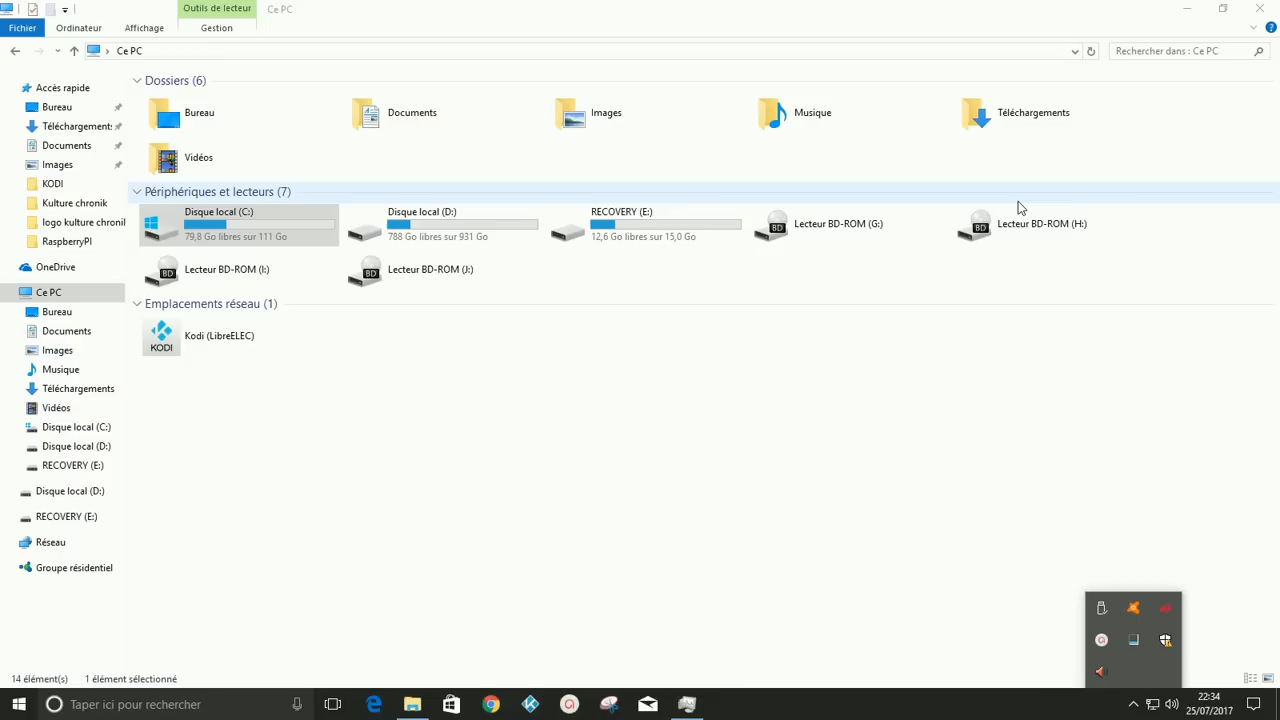 Outils de lecteur
Ce PC
Fichier
Ordinateur
Affichage
Gestion
Ce PC
Rechercher dans : Ce PC
Accès rapide
Bureau
Téléchargement:
Documents
Images
KODI
Kulture chronik
logo kulture chronil
RaspberryPI
OneDrive
Ce PC
Bureau
Documents
Images
Musique
Téléchargements
Vidéos
Disque local (C:)
Disque local (D:)
RECOVERY (E:)
Disque local (D:)
RECOVERY (E:)
Réseau
Groupe résidentiel
Dossiers (6)
Bureau
Documents
Images
Musique
Téléchargements
Vidéos
Périphériques et lecteurs (7)
Disque local (C:)
79,8 Go libres sur 111 Go
Disque local (D:)
788 Go libres sur 931 Go
RECOVERY (E:)
12,6 Go libres sur 15,0 Go
BD
Lecteur BD-ROM (G:)
BD
Lecteur BD-ROM (H:)
BD
Lecteur BD-ROM (I:)
BD
Lecteur BD-ROM (J:)
Emplacements réseau (1)
KODI
Kodi (LibreELEC)
14 élément(s)
1 élément sélectionné
Taper ici pour rechercher
22:34
25/07/2017